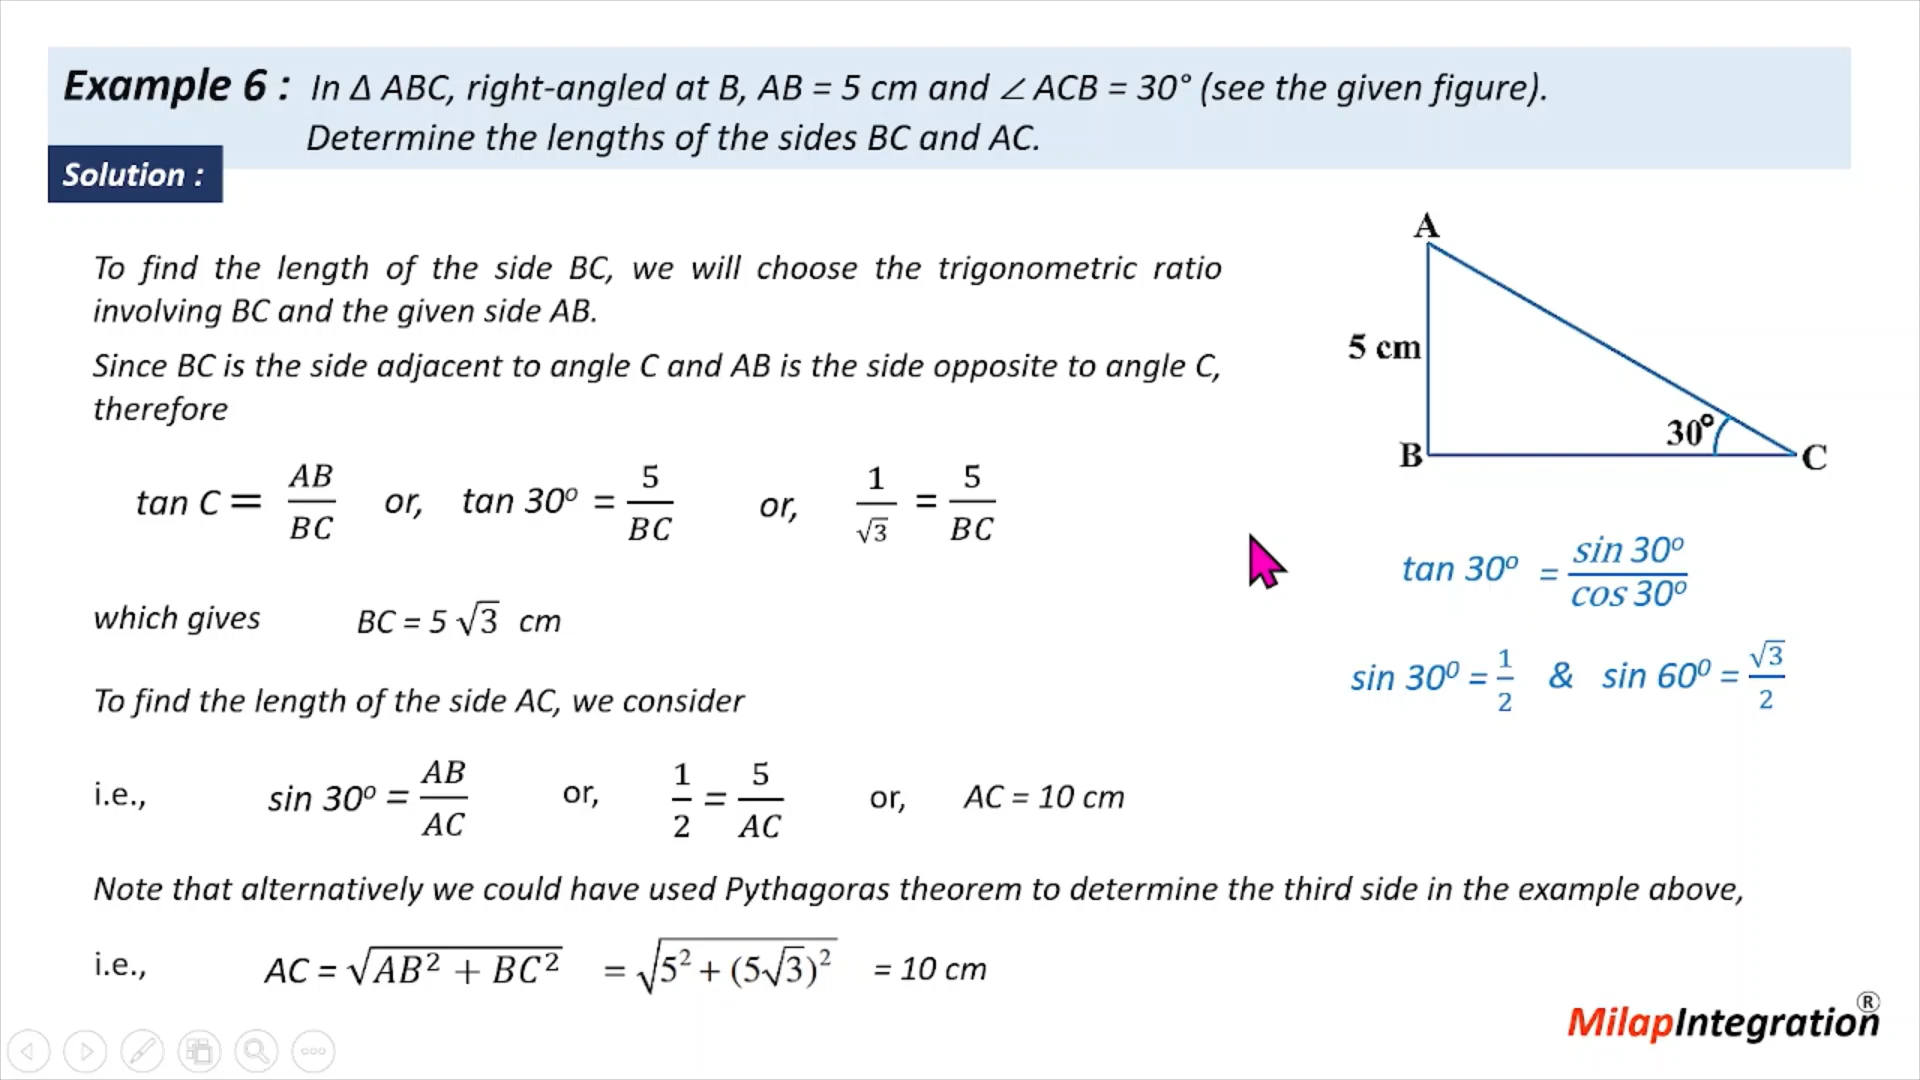 Example 6 : In Δ ABC, right-angled at B, AB = 5 cm and ∠ ACB = 30° (see the given figure).
Determine the lengths of the sides BC and AC.
Solution :
To find the length of the side BC, we will choose the trigonometric ratio
involving BC and the given side AB.
Since BC is the side adjacent to angle C and AB is the side opposite to angle C,
therefore
tan C = AB/BC or, tan 30⁰ = 5/BC or, 1/√3 = 5/BC
which gives BC = 5 √3 cm
To find the length of the side AC, we consider
i.e., sin 30⁰ = AB/AC or, 1/2 = 5/AC or, AC = 10 cm
Note that alternatively we could have used Pythagoras theorem to determine the third side in the example above,
i.e., AC = √(AB² + BC²) = √(5² + (5√3)²) = 10 cm
A
5 cm
30°
B
C
tan 30⁰ = sin 30⁰/cos 30⁰
sin 30⁰ = 1/2 & sin 60⁰ = √3/2
MilapIntegration®